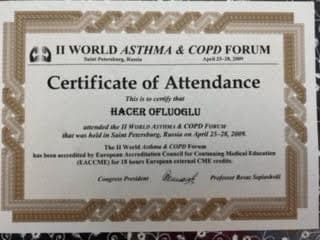 II WORLD ASTHMA & COPD FORUM
Saint Petersburg, Russia April 25-28, 2009
Certificate of Attendance
This is to certify that
HACER OFLUOGLU
attended the II WORLD ASTHMA & COPD FORUM
that was held in Saint Petersburg, Russia on April 25-28, 2009.
The II World Asthma & COPD Forum
has been accredited by European Accreditation Council for Continuing Medical Education
(EACCME) for 18 hours European external CME credits.
Congress President Professor Revaz Sepiashvili